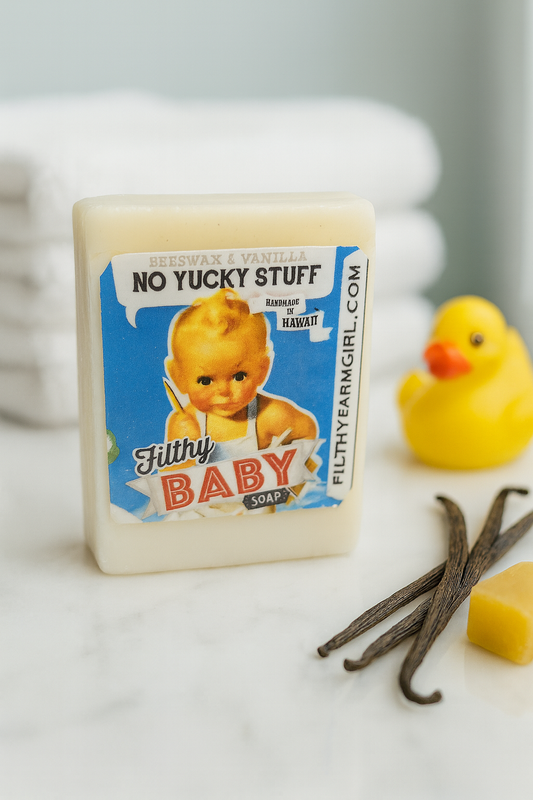 BEESWAX & VANILLA
NO YUCKY STUFF
HANDMADE
IN
HAWAII
Filthy
BABY
SOAP
FILTHYFARMGIRL.COM